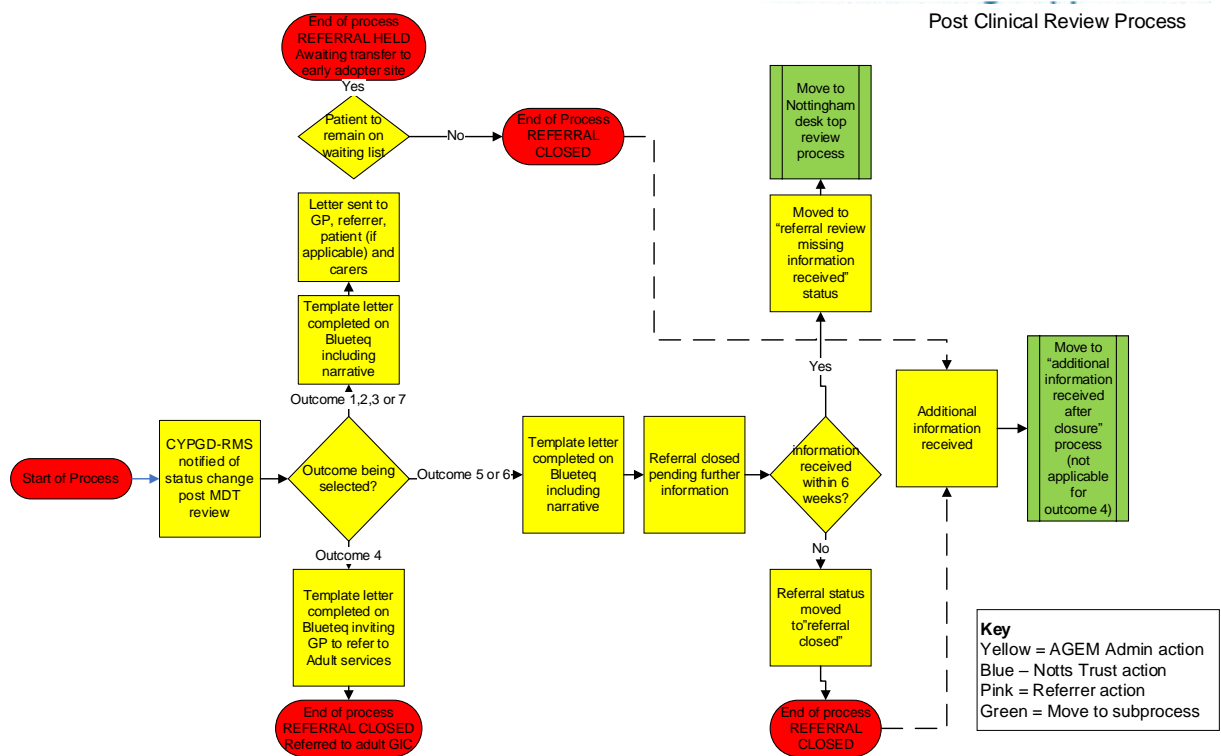 Post Clinical Review Process
End of process
REFERRAL HELD
Awaiting transfer to
early adopter site
Yes
Patient to
remain on
waiting list
No
End of Process
REFERRAL
CLOSED
Move to
Nottingham
desk top
review
process
Letter sent to
GP, referrer,
patient (if
applicable) and
carers
Moved to
“referral review
missing
information
received”
status
Template letter
completed on
Blueteq
including
narrative
Outcome 1,2,3 or 7
Yes
Additional
information
received
Move to
“additional
information
received
after
closure”
process
(not
applicable
for
outcome 4)
Start of Process
CYPGD-RMS
notified of
status change
post MDT
review
Outcome being
selected?
Outcome 5 or 6
Template letter
completed on
Blueteq
including
narrative
Referral closed
pending further
information
information
received
within 6
weeks?
Outcome 4
No
Template letter
completed on
Blueteq inviting
GP to refer to
Adult services
Referral status
moved
to”referral
closed”
End of process
REFERRAL CLOSED
Referred to adult GIC
End of process
REFERRAL
CLOSED
Key
Yellow = AGEM Admin action
Blue – Notts Trust action
Pink = Referrer action
Green = Move to subprocess